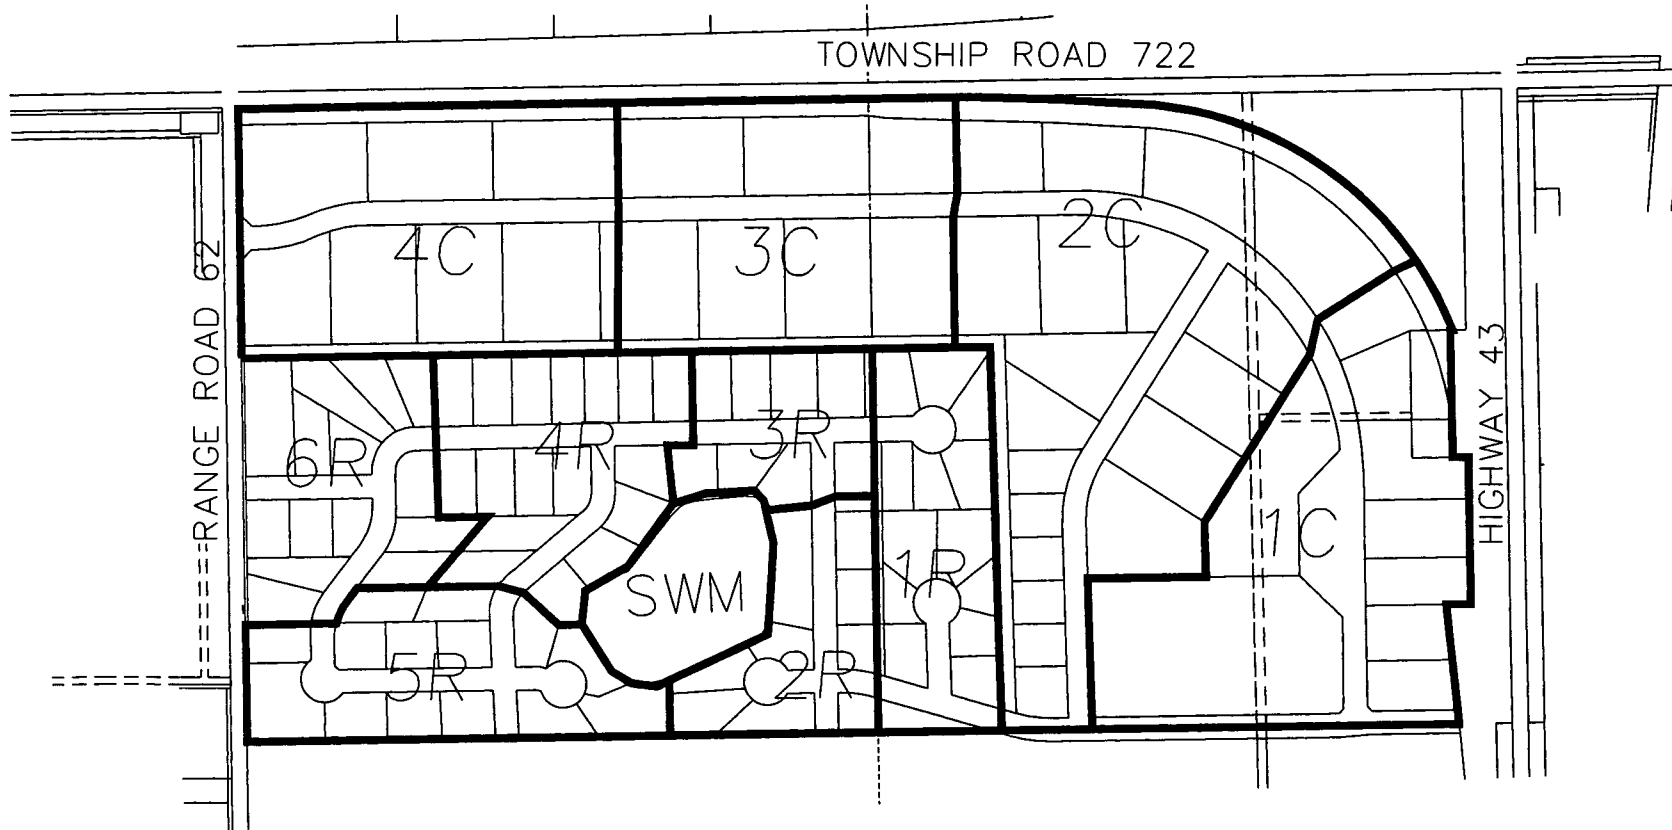 TOWNSHIP ROAD 722
RANGE ROAD 62
HIGHWAY 43
4C
3C
2C
6R
4R
3R
1C
1R
SWM
5R
2R